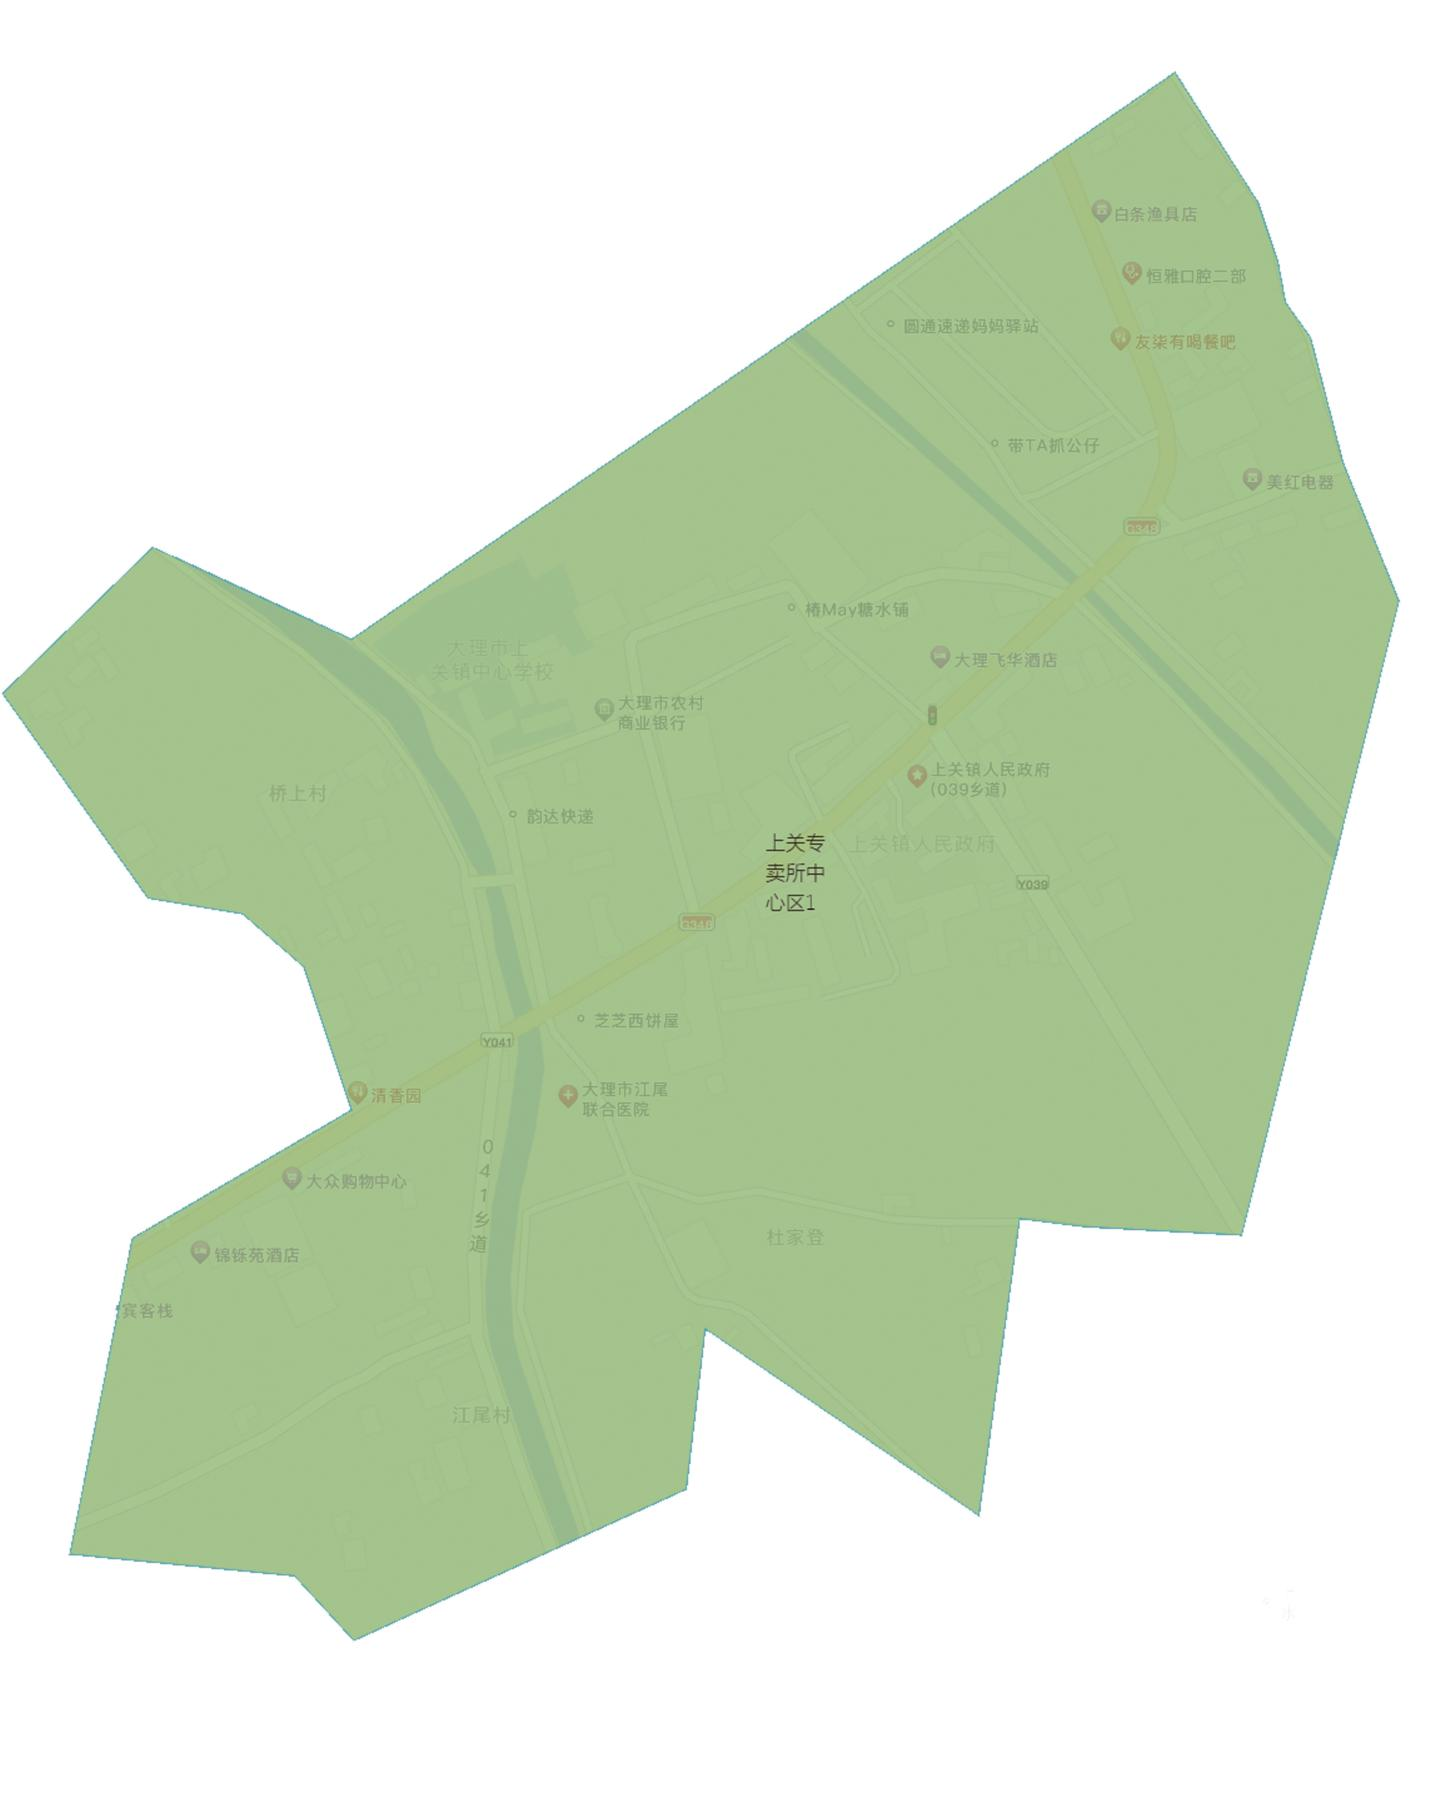 白条渔具店
恒雅口腔二部
圆通速递妈妈驿站
友柒有喝餐吧
带TA抓公仔
美红电器
G348
椿May糖水铺
大理市上
关镇中心学校
大理飞华酒店
大理市农村
商业银行
上关镇人民政府
(039乡道)
桥上村
韵达快递
上关专
卖所中
心区1
上关镇人民政府
Y039
G348
芝芝西饼屋
Y041
清香园
大理市江尾
联合医院
041乡道
大众购物中心
杜家登
锦铄苑酒店
宾客栈
江尾村